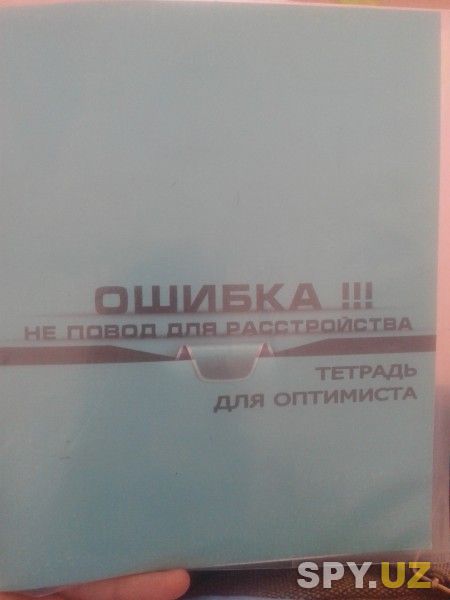 ОШИБКА !!!
НЕ ПОВОД ДЛЯ РАССТРОЙСТВА
ТЕТРАДЬ
ДЛЯ ОПТИМИСТА
SPY.UZ